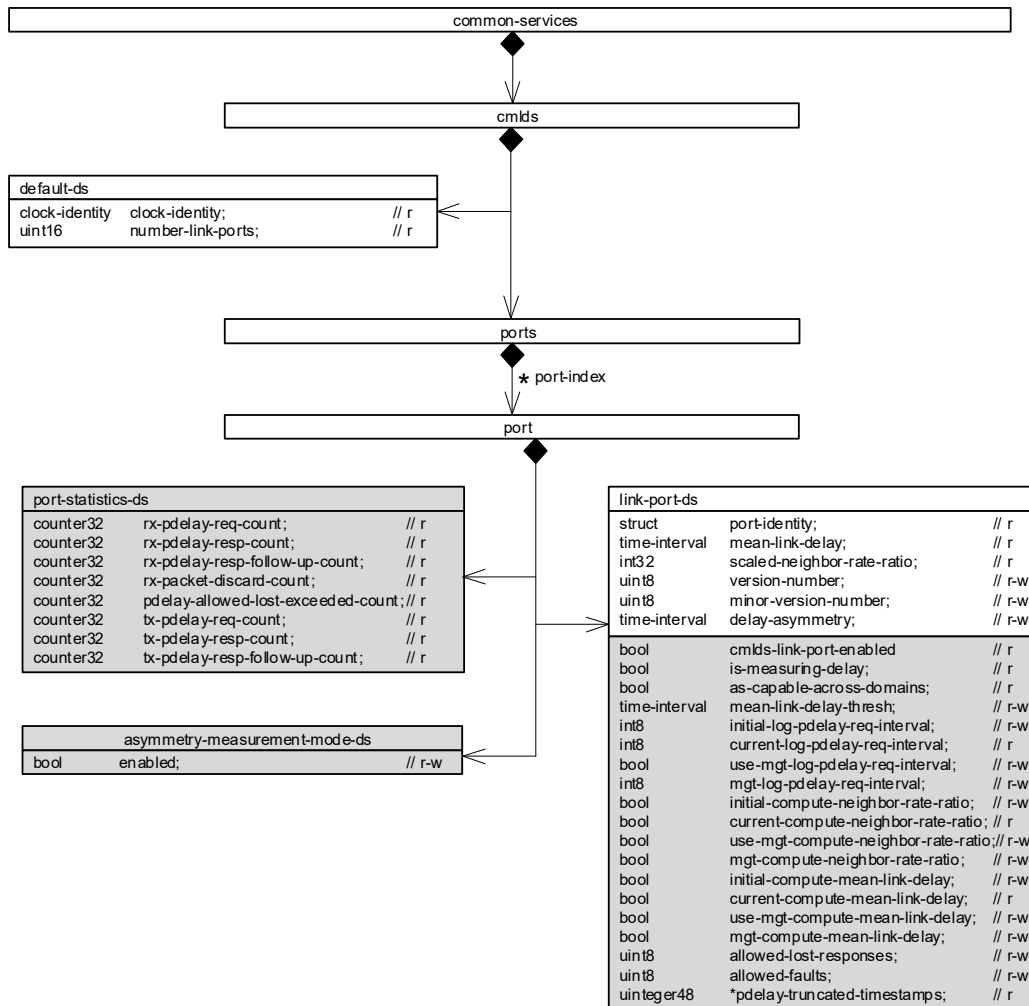 common-services
cmlds
default-ds
clock-identity clock-identity; // r
uint16 number-link-ports; // r
ports
* port-index
port
port-statistics-ds
counter32 rx-pdelay-req-count; // r
counter32 rx-pdelay-resp-count; // r
counter32 rx-pdelay-resp-follow-up-count; // r
counter32 rx-packet-discard-count; // r
counter32 pdelay-allowed-lost-exceeded-count; // r
counter32 tx-pdelay-req-count; // r
counter32 tx-pdelay-resp-count; // r
counter32 tx-pdelay-resp-follow-up-count; // r
asymmetry-measurement-mode-ds
bool enabled; // r-w
link-port-ds
struct port-identity; // r
time-interval mean-link-delay; // r
int32 scaled-neighbor-rate-ratio; // r
uint8 version-number; // r-w
uint8 minor-version-number; // r-w
time-interval delay-asymmetry; // r-w
bool cmlds-link-port-enabled // r
bool is-measuring-delay; // r
bool as-capable-across-domains; // r
time-interval mean-link-delay-thresh; // r-w
int8 initial-log-pdelay-req-interval; // r-w
int8 current-log-pdelay-req-interval; // r
bool use-mgt-log-pdelay-req-interval; // r-w
int8 mgt-log-pdelay-req-interval; // r-w
bool initial-compute-neighbor-rate-ratio; // r-w
bool current-compute-neighbor-rate-ratio; // r
bool use-mgt-compute-neighbor-rate-ratio; // r-w
bool mgt-compute-neighbor-rate-ratio; // r-w
bool initial-compute-mean-link-delay; // r-w
bool current-compute-mean-link-delay; // r
bool use-mgt-compute-mean-link-delay; // r-w
bool mgt-compute-mean-link-delay; // r-w
uint8 allowed-lost-responses; // r-w
uint8 allowed-faults; // r-w
uinteger48 *pdelay-truncated-timestamps; // r